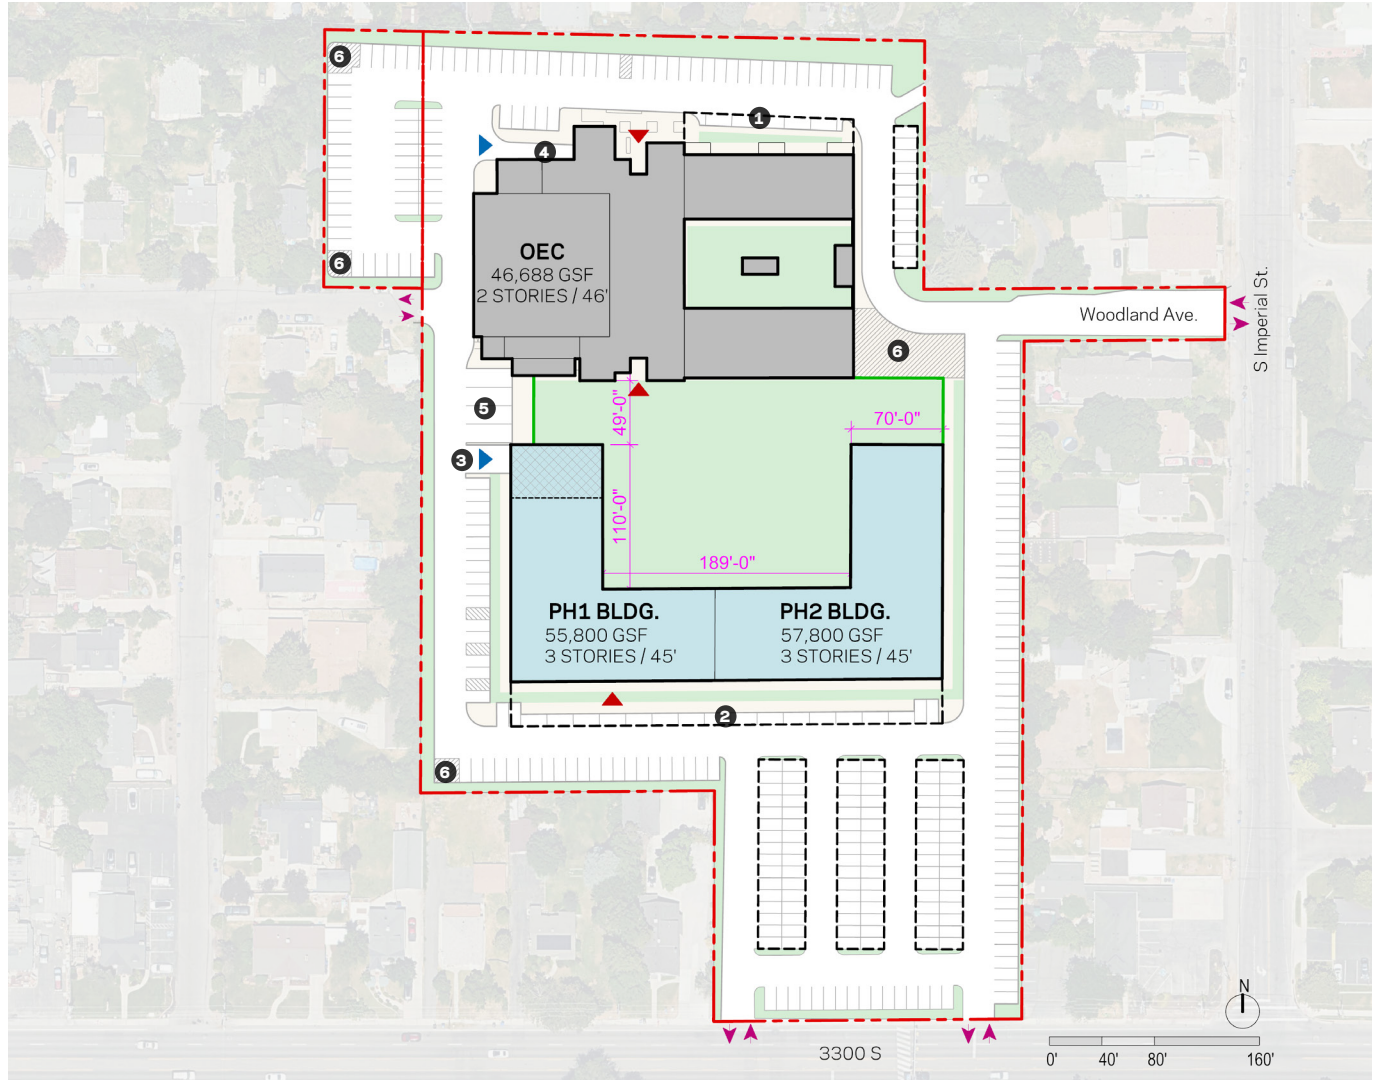 6
1
4
6
OEC
46,688 GSF
2 STORIES / 46'
Woodland Ave.
S Imperial St.
6
5
49'-0"
70'-0"
3
110'-0"
189'-0"
PH1 BLDG.
55,800 GSF
3 STORIES / 45'
PH2 BLDG.
57,800 GSF
3 STORIES / 45'
2
6
N
3300 S
0' 40' 80' 160'